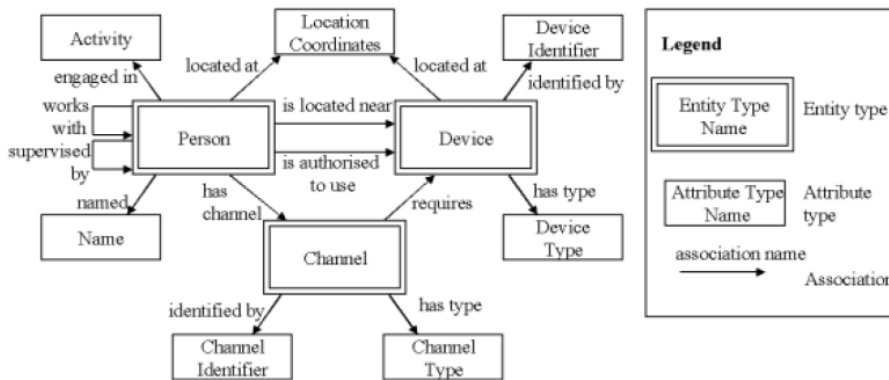 Activity
Location
Coordinates
Device
Identifier
engaged in
located at
located at
identified by
works
with
supervised
by
Person
is located near
is authorised
to use
Device
named
has
channel
requires
has type
Name
Channel
Device
Type
identified by
has type
Channel
Identifier
Channel
Type
Legend
Entity Type
Name
Entity type
Attribute Type
Name
Attribute
type
association name
Association